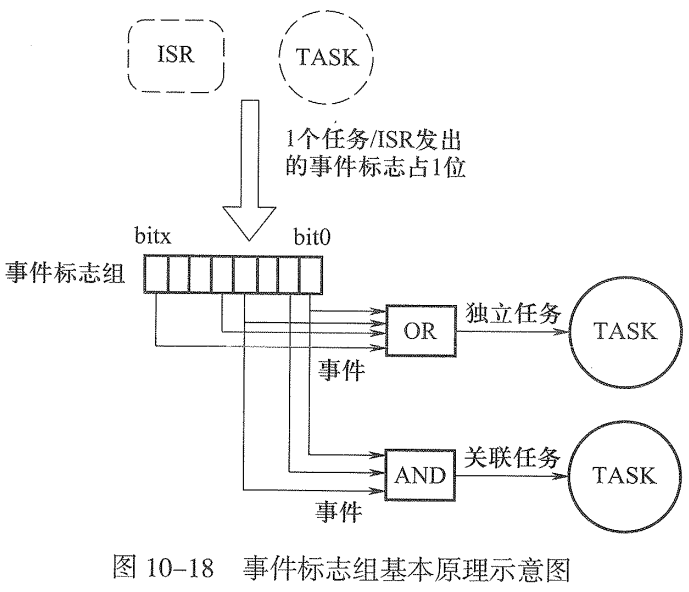 ISR
TASK
1个任务/ISR发出
的事件标志占1位
bitx
bit0
事件标志组
OR
独立任务
TASK
事件
AND
关联任务
TASK
事件
图 10–18 事件标志组基本原理示意图